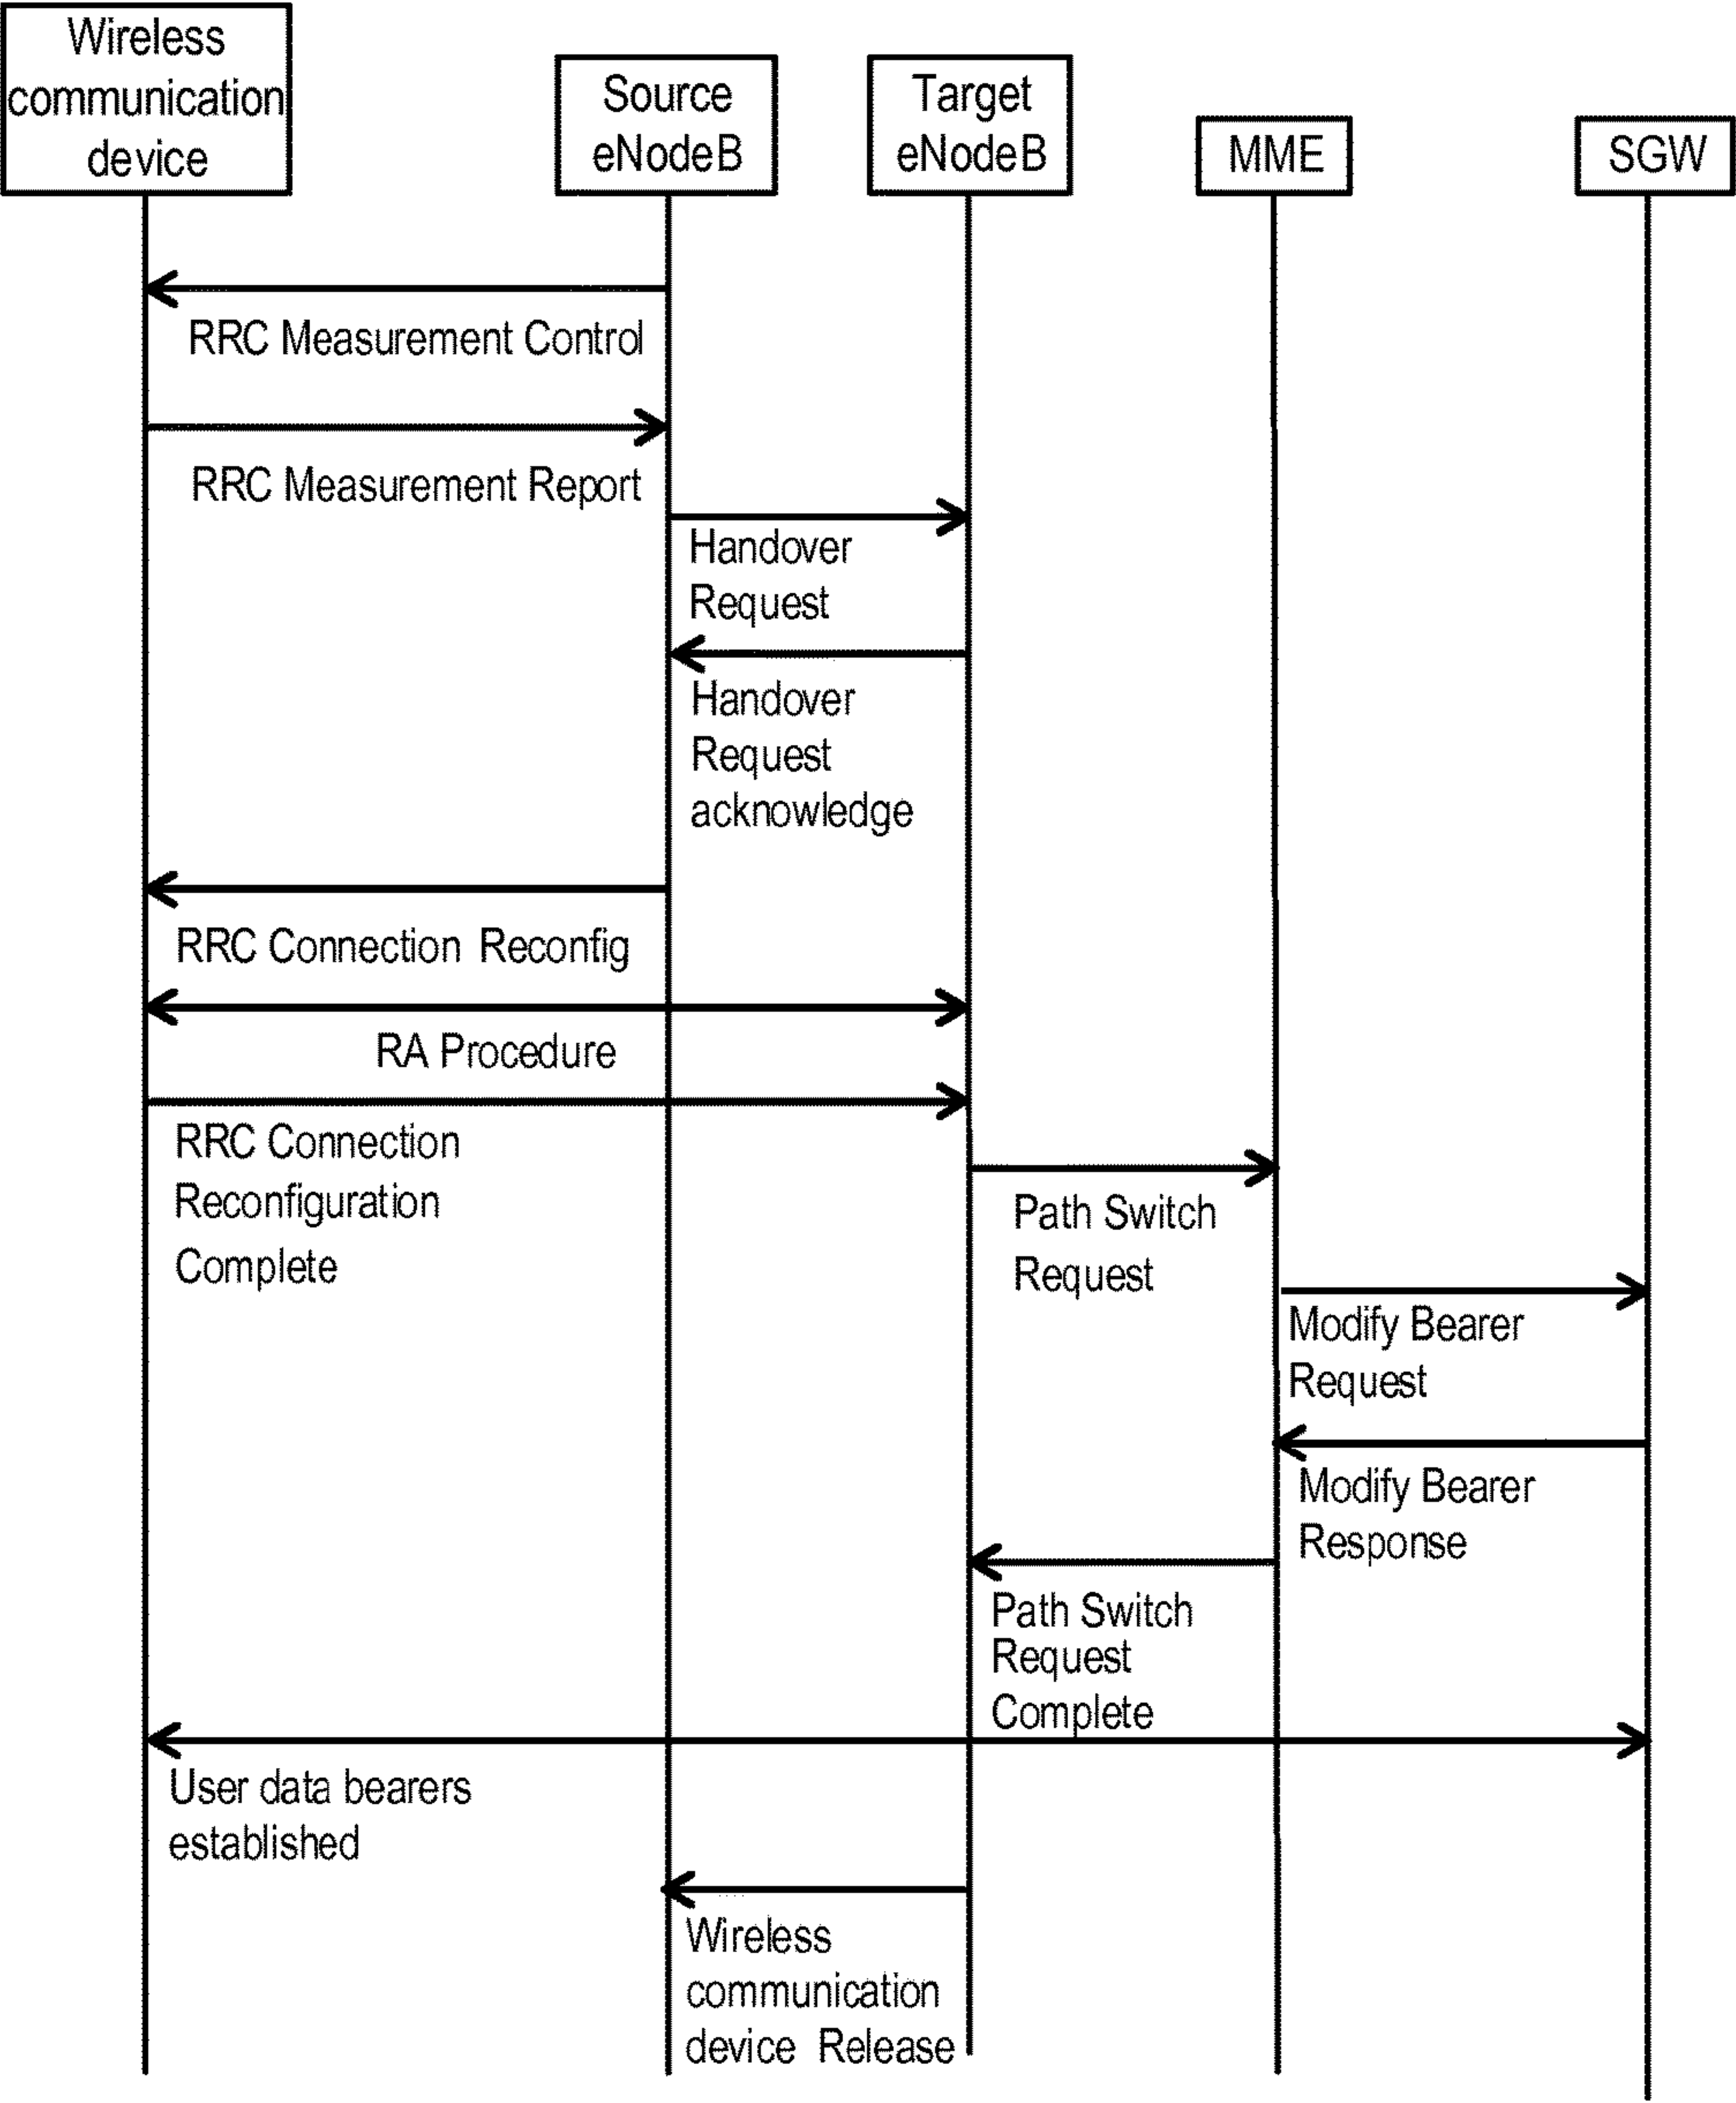 Wireless
communication
device
Source
eNodeB
Target
eNodeB
MME
SGW
RRC Measurement Control
RRC Measurement Report
Handover
Request
Handover
Request
acknowledge
RRC Connection Reconfig
RA Procedure
RRC Connection
Reconfiguration
Complete
Path Switch
Request
Modify Bearer
Request
Modify Bearer
Response
Path Switch
Request
Complete
User data bearers
established
Wireless
communication
device Release